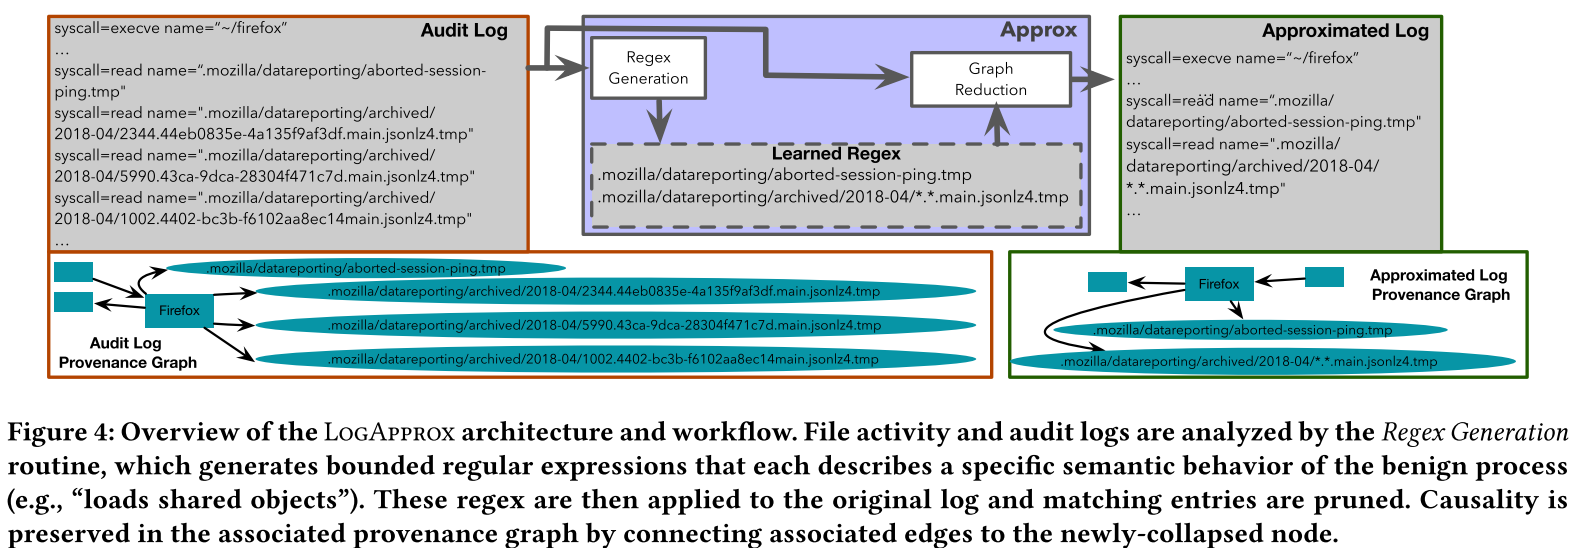 Audit Log
syscall=execve name=“~/firefox”
...
syscall=read name=“.mozilla/datareporting/aborted-session-
ping.tmp"
syscall=read name=".mozilla/datareporting/archived/
2018-04/2344.44eb0835e-4a135f9af3df.main.jsonlz4.tmp"
syscall=read name=".mozilla/datareporting/archived/
2018-04/5990.43ca-9dca-28304f471c7d.main.jsonlz4.tmp"
syscall=read name=".mozilla/datareporting/archived/
2018-04/1002.4402-bc3b-f6102aa8ec14main.jsonlz4.tmp"
...
Approx
Regex
Generation
Graph
Reduction
Learned Regex
.mozilla/datareporting/aborted-session-ping.tmp
.mozilla/datareporting/archived/2018-04/*.*.main.jsonlz4.tmp
Approximated Log
syscall=execve name=“~/firefox”
...
syscall=read name=“.mozilla/
datareporting/aborted-session-ping.tmp"
syscall=read name=".mozilla/
datareporting/archived/2018-04/
*.*.main.jsonlz4.tmp"
...
.mozilla/datareporting/aborted-session-ping.tmp
.mozilla/datareporting/archived/2018-04/2344.44eb0835e-4a135f9af3df.main.jsonlz4.tmp
Firefox
.mozilla/datareporting/archived/2018-04/5990.43ca-9dca-28304f471c7d.main.jsonlz4.tmp
.mozilla/datareporting/archived/2018-04/1002.4402-bc3b-f6102aa8ec14main.jsonlz4.tmp
Audit Log
Provenance Graph
Firefox
Approximated Log
Provenance Graph
.mozilla/datareporting/aborted-session-ping.tmp
.mozilla/datareporting/archived/2018-04/*.*.main.jsonlz4.tmp
Figure 4: Overview of the LogApprox architecture and workflow. File activity and audit logs are analyzed by the Regex Generation
routine, which generates bounded regular expressions that each describes a specific semantic behavior of the benign process
(e.g., “loads shared objects”). These regex are then applied to the original log and matching entries are pruned. Causality is
preserved in the associated provenance graph by connecting associated edges to the newly-collapsed node.